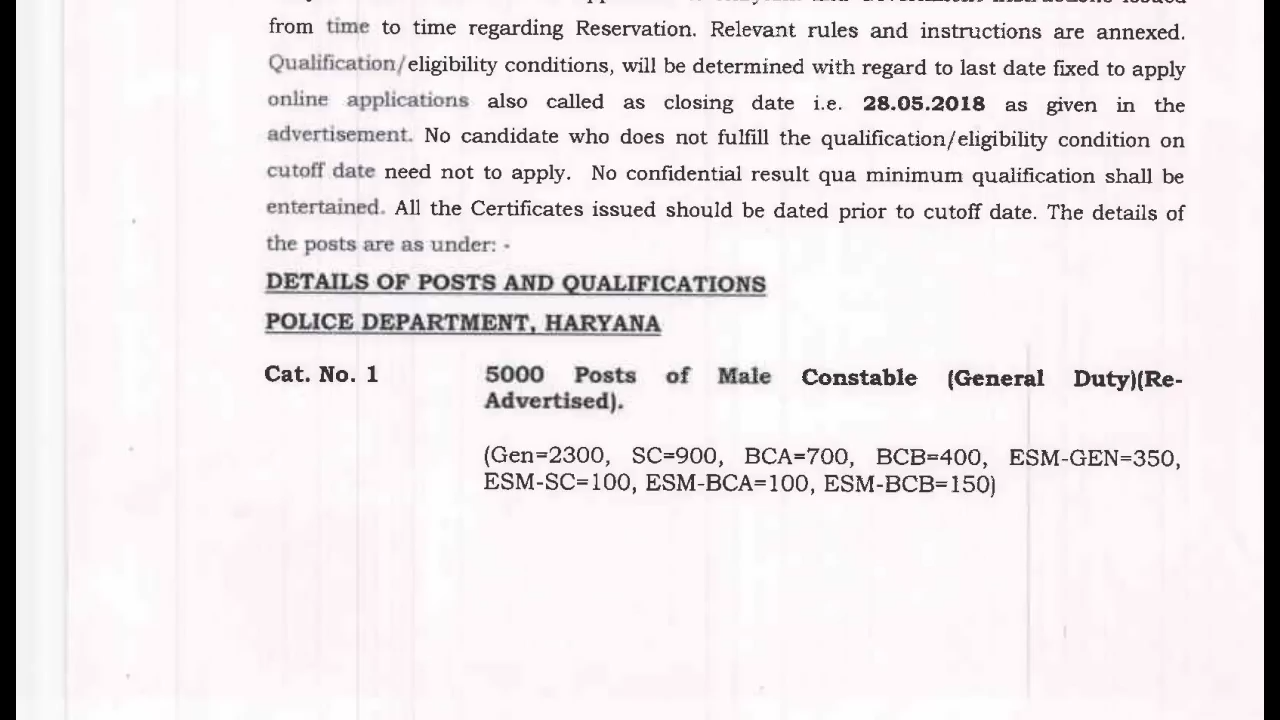 from time to time regarding Reservation. Relevant rules and instructions are annexed.
Qualification/eligibility conditions, will be determined with regard to last date fixed to apply
online applications also called as closing date i.e. 28.05.2018 as given in the
advertisement. No candidate who does not fulfill the qualification/eligibility condition on
cutoff date need not to apply. No confidential result qua minimum qualification shall be
entertained. All the Certificates issued should be dated prior to cutoff date. The details of
the posts are as under: -
DETAILS OF POSTS AND QUALIFICATIONS
POLICE DEPARTMENT, HARYANA
Cat. No. 1 5000 Posts of Male Constable (General Duty)(Re-
Advertised).
(Gen=2300, SC=900, BCA=700, BCB=400, ESM-GEN=350,
ESM-SC=100, ESM-BCA=100, ESM-BCB=150)